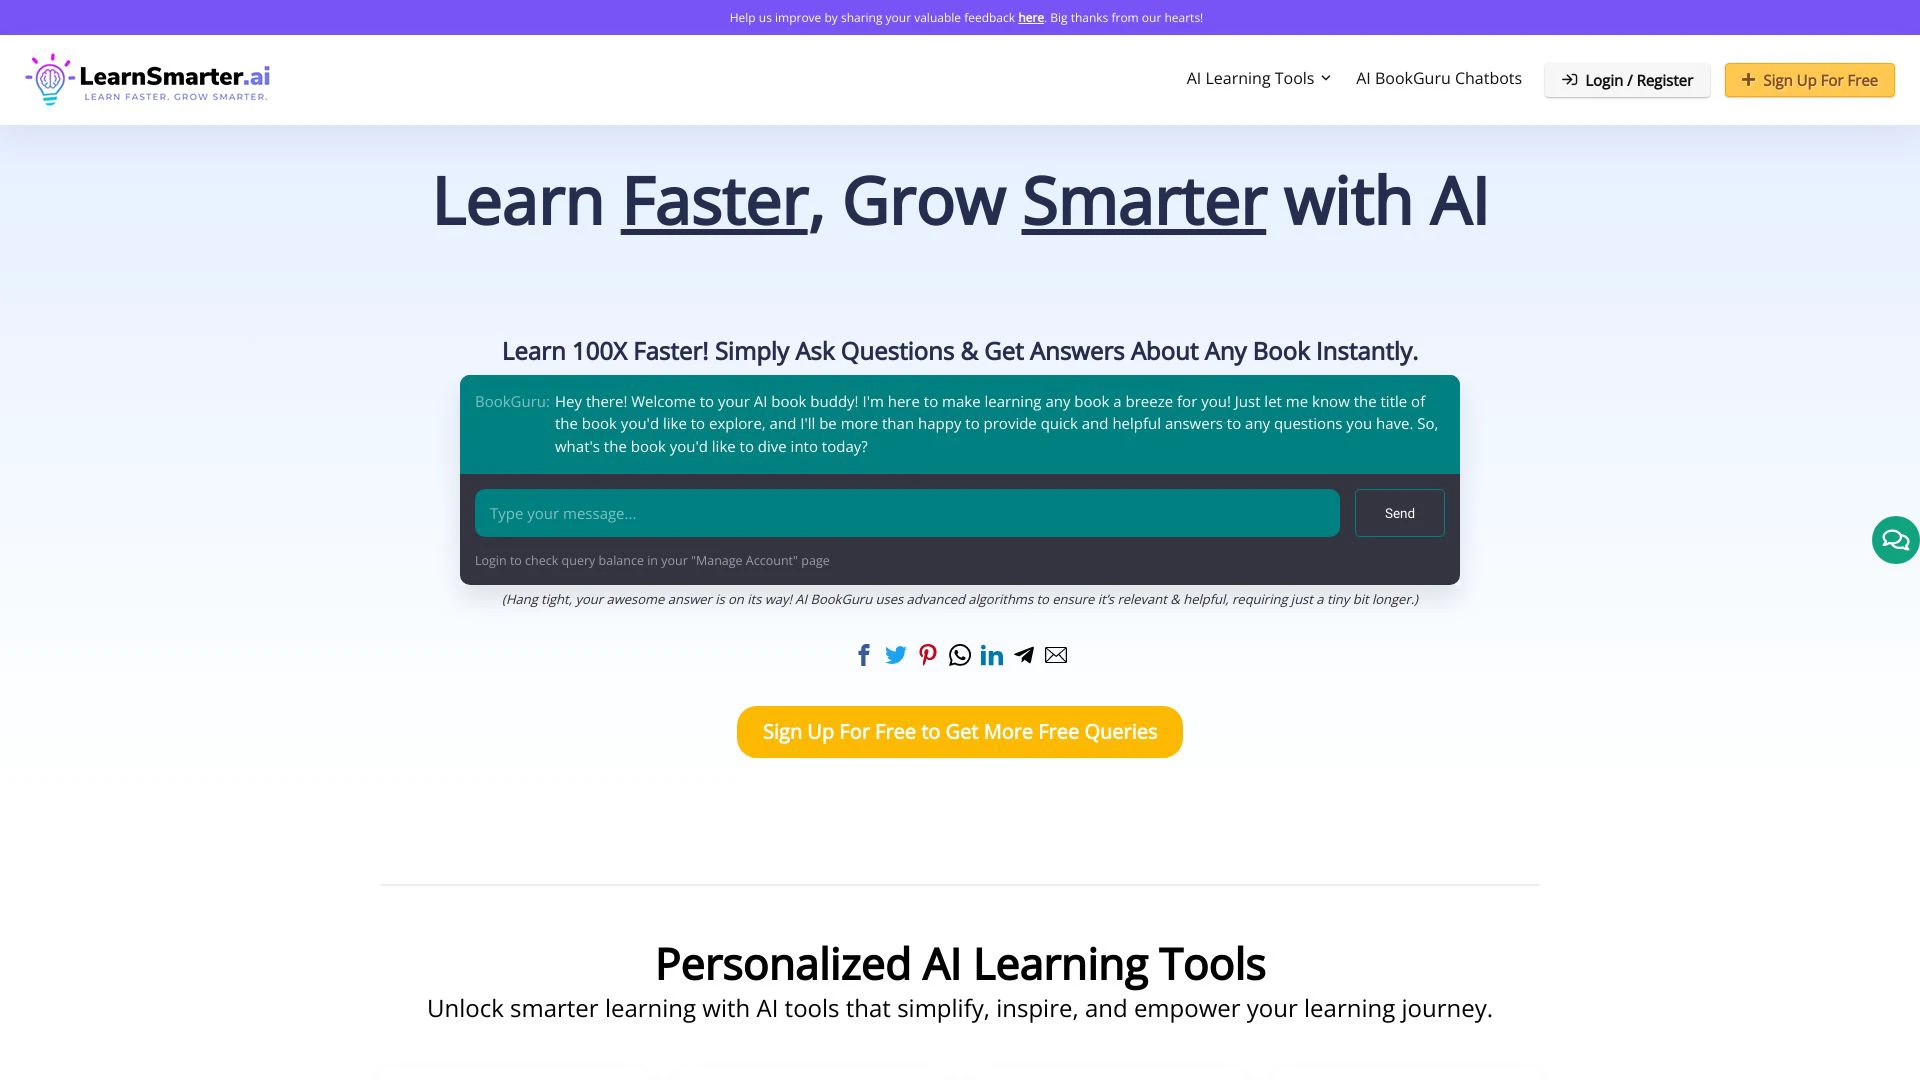 Help us improve by sharing your valuable feedback here. Big thanks from our hearts!
LearnSmarter.ai
LEARN FASTER. GROW SMARTER.
AI Learning Tools
AI BookGuru Chatbots
Login / Register
Sign Up For Free
Learn Faster, Grow Smarter with AI
Learn 100X Faster! Simply Ask Questions & Get Answers About Any Book Instantly.
BookGuru: Hey there! Welcome to your AI book buddy! I'm here to make learning any book a breeze for you! Just let me know the title of
the book you'd like to explore, and I'll be more than happy to provide quick and helpful answers to any questions you have. So,
what's the book you'd like to dive into today?
Type your message...
Send
Login to check query balance in your "Manage Account" page
(Hang tight, your awesome answer is on its way! AI BookGuru uses advanced algorithms to ensure it’s relevant & helpful, requiring just a tiny bit longer.)
Sign Up For Free to Get More Free Queries
Personalized AI Learning Tools
Unlock smarter learning with AI tools that simplify, inspire, and empower your learning journey.